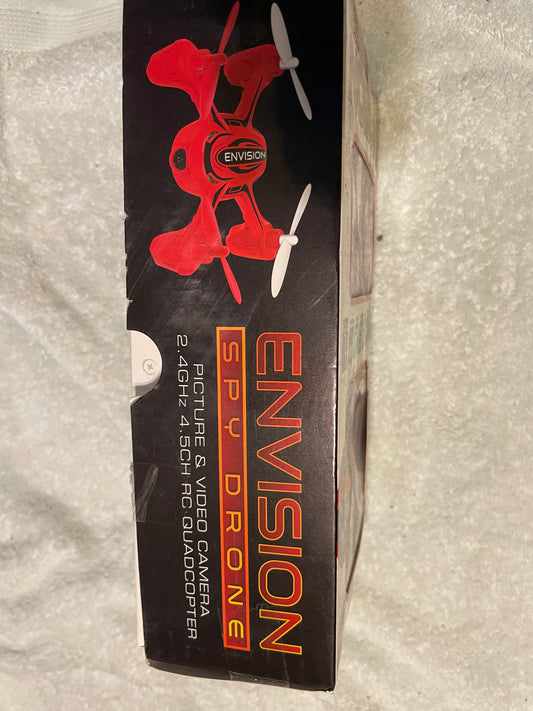 ENVISION
ENVISION
SPY DRONE
PICTURE & VIDEO CAMERA
2.4GHz 4.5CH RC QUADCOPTER